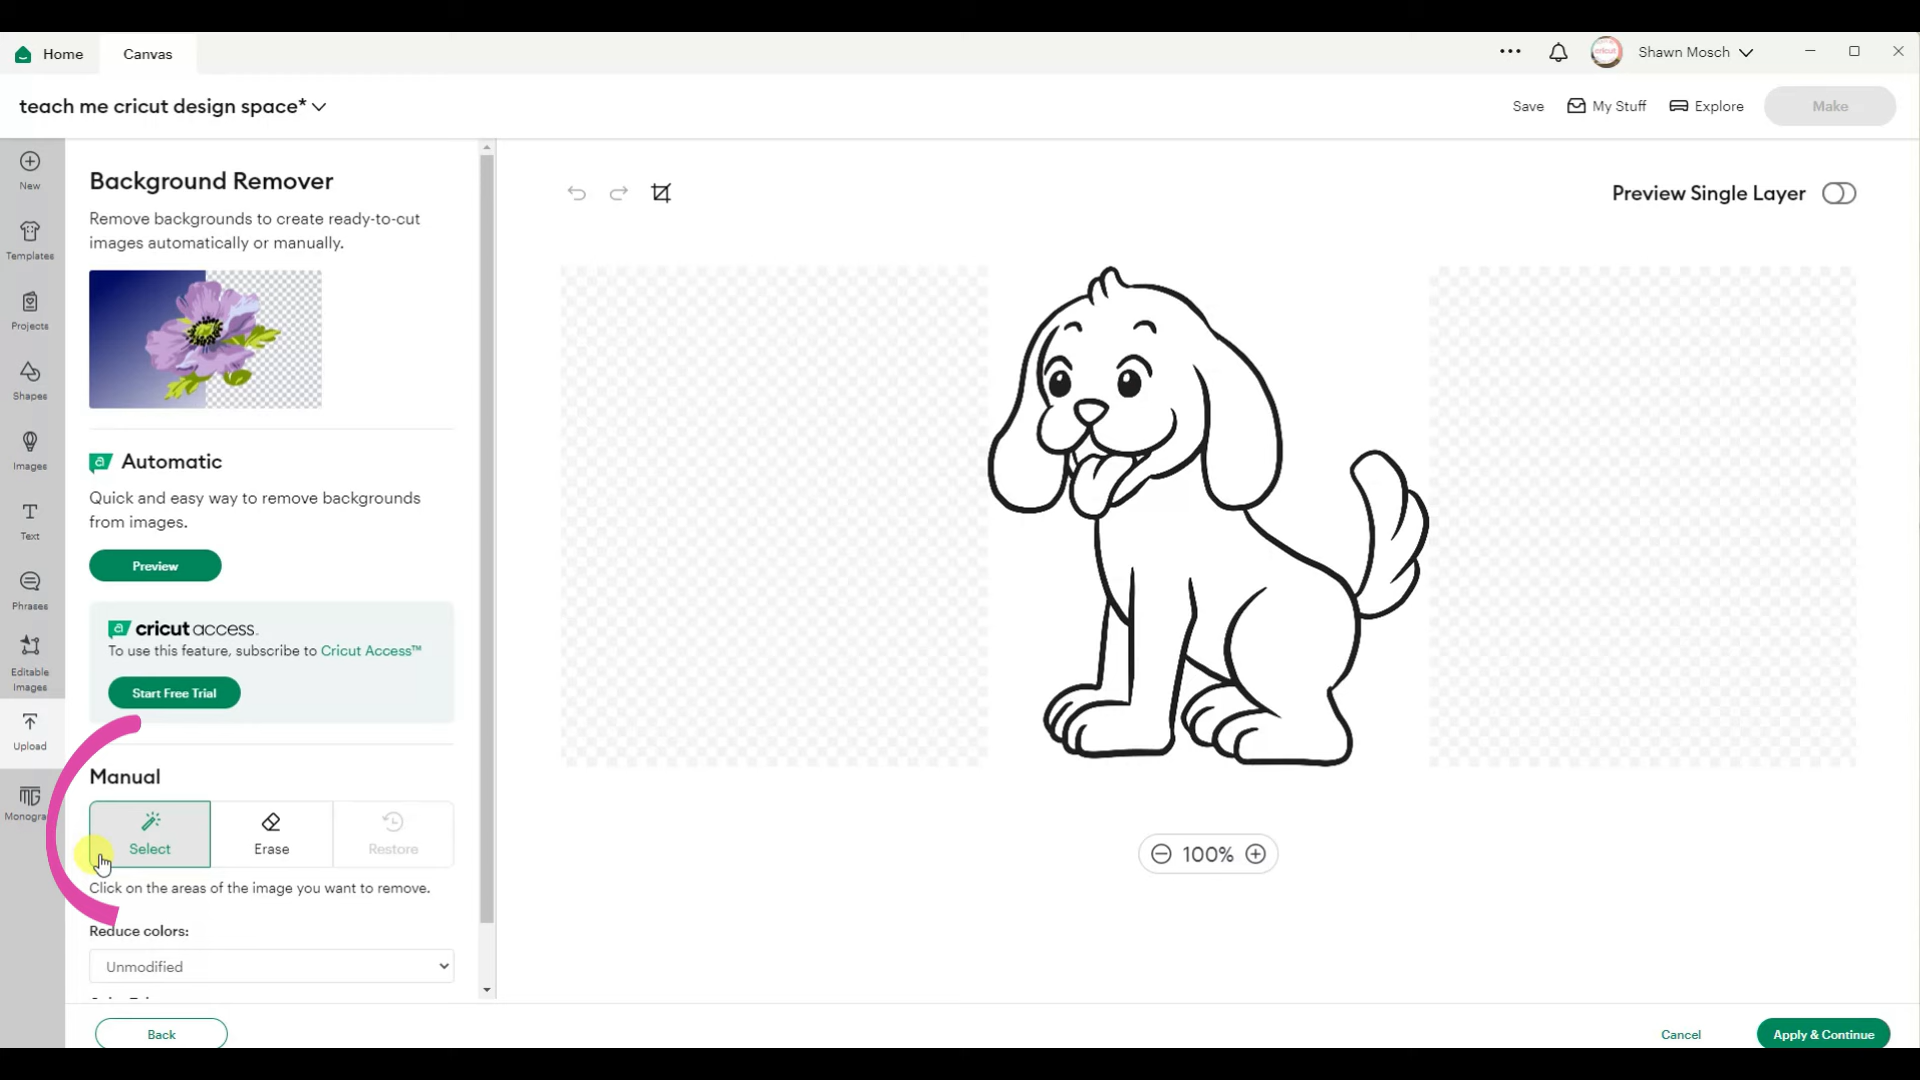 Home
Canvas
Shawn Mosch
teach me cricut design space*
Save
My Stuff
Explore
Make
New
Templates
Projects
Shapes
Images
Text
Phrases
Editable
Images
Upload
Monogra
Background Remover
Remove backgrounds to create ready-to-cut
images automatically or manually.
Automatic
Quick and easy way to remove backgrounds
from images.
Preview
cricut access.
To use this feature, subscribe to Cricut Access™
Start Free Trial
Manual
Select
Erase
Restore
Click on the areas of the image you want to remove.
Reduce colors:
Unmodified
Back
Preview Single Layer
100%
Cancel
Apply & Continue